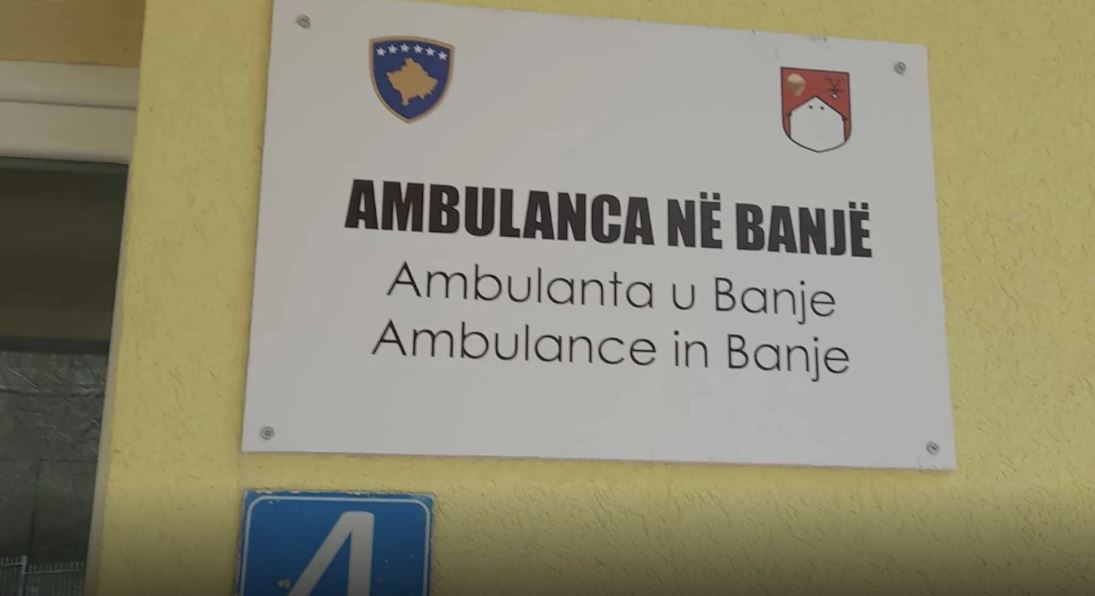 AMBULANCA NË BANJË
Ambulanta u Banje
Ambulance in Banje
4